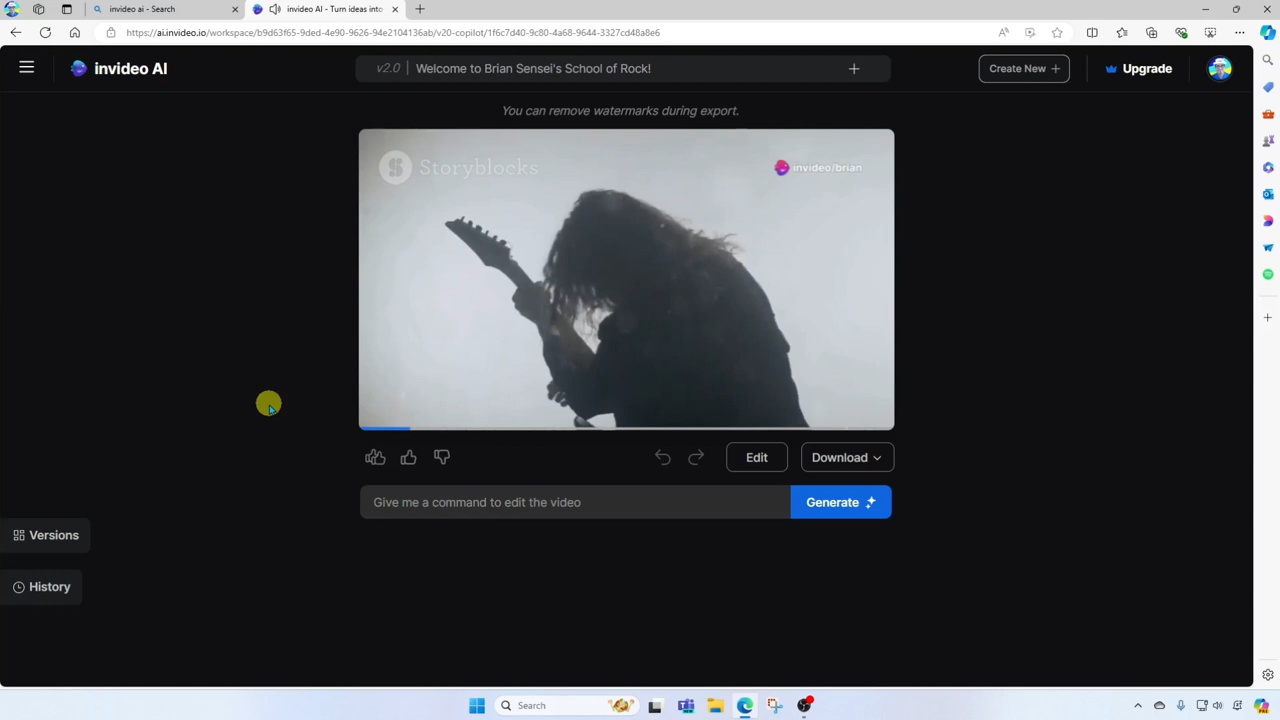 invideo ai - Search
invideo AI - Turn ideas into
https://ai.invideo.io/workspace/b9d63f65-9ded-4e90-9626-94e2104136ab/v20-copilot/1f6c7d40-9c80-4a68-9644-3327cd48a8e6
invideo AI
v2.0 Welcome to Brian Sensei's School of Rock!
Create New
Upgrade
You can remove watermarks during export.
Storyblocks
invideo/brian
Edit
Download
Give me a command to edit the video
Generate
Versions
History
Search